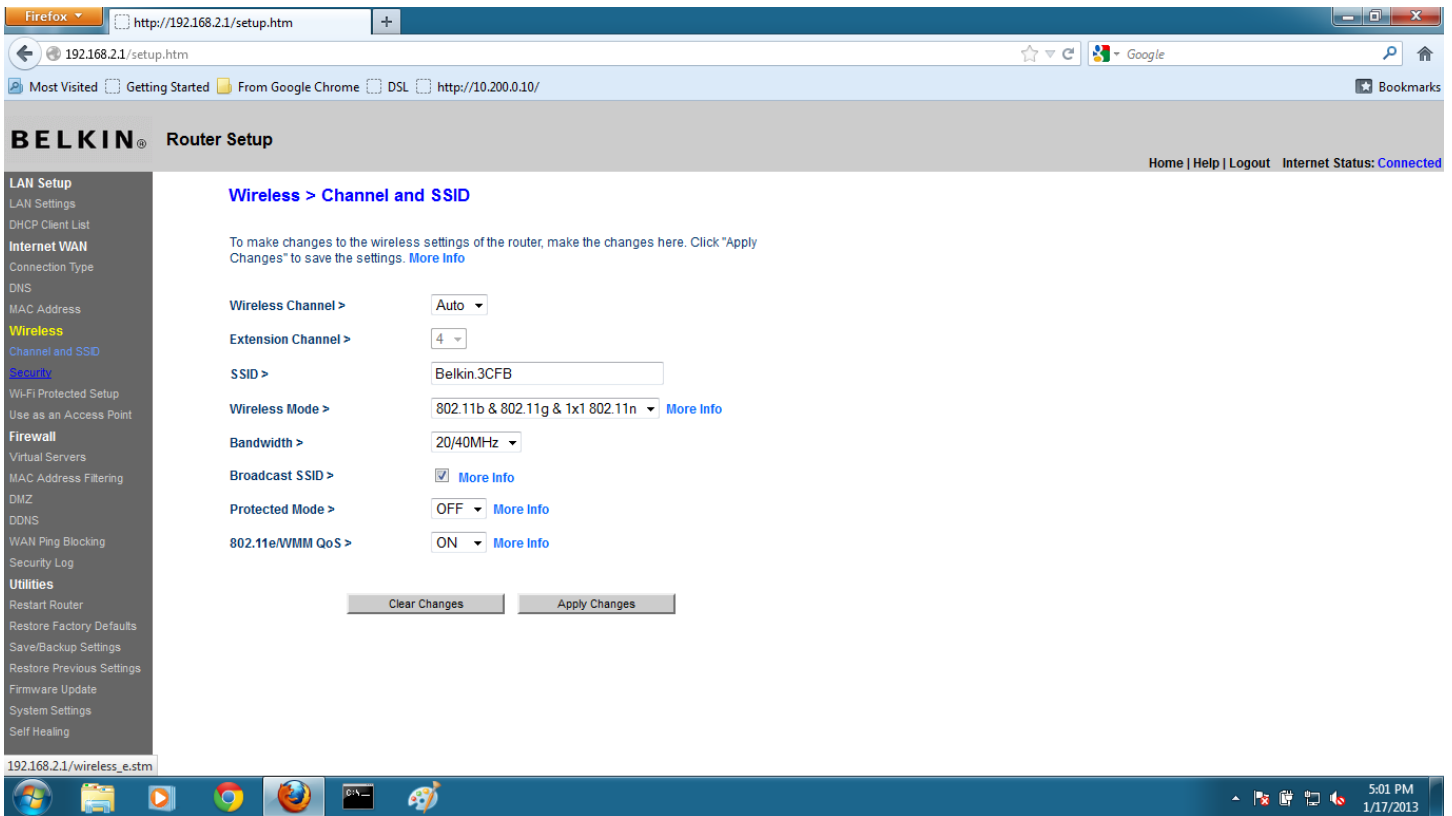 Firefox
http://192.168.2.1/setup.htm
+
192.168.2.1/setup.htm
Google
Most Visited Getting Started From Google Chrome DSL http://10.200.0.10/
Bookmarks
BELKIN® Router Setup
Home | Help | Logout Internet Status: Connected
LAN Setup
LAN Settings
DHCP Client List
Internet WAN
Connection Type
DNS
MAC Address
Wireless
Channel and SSID
Security
Wi-Fi Protected Setup
Use as an Access Point
Firewall
Virtual Servers
MAC Address Filtering
DMZ
DDNS
WAN Ping Blocking
Security Log
Utilities
Restart Router
Restore Factory Defaults
Save/Backup Settings
Restore Previous Settings
Firmware Update
System Settings
Self Healing
Wireless > Channel and SSID
To make changes to the wireless settings of the router, make the changes here. Click "Apply
Changes" to save the settings. More Info
Wireless Channel > Auto
Extension Channel > 4
SSID > Belkin.3CFB
Wireless Mode > 802.11b & 802.11g & 1x1 802.11n More Info
Bandwidth > 20/40MHz
Broadcast SSID > More Info
Protected Mode > OFF More Info
802.11e/WMM QoS > ON More Info
Clear Changes Apply Changes
192.168.2.1/wireless_e.stm
C:\_
5:01 PM
1/17/2013